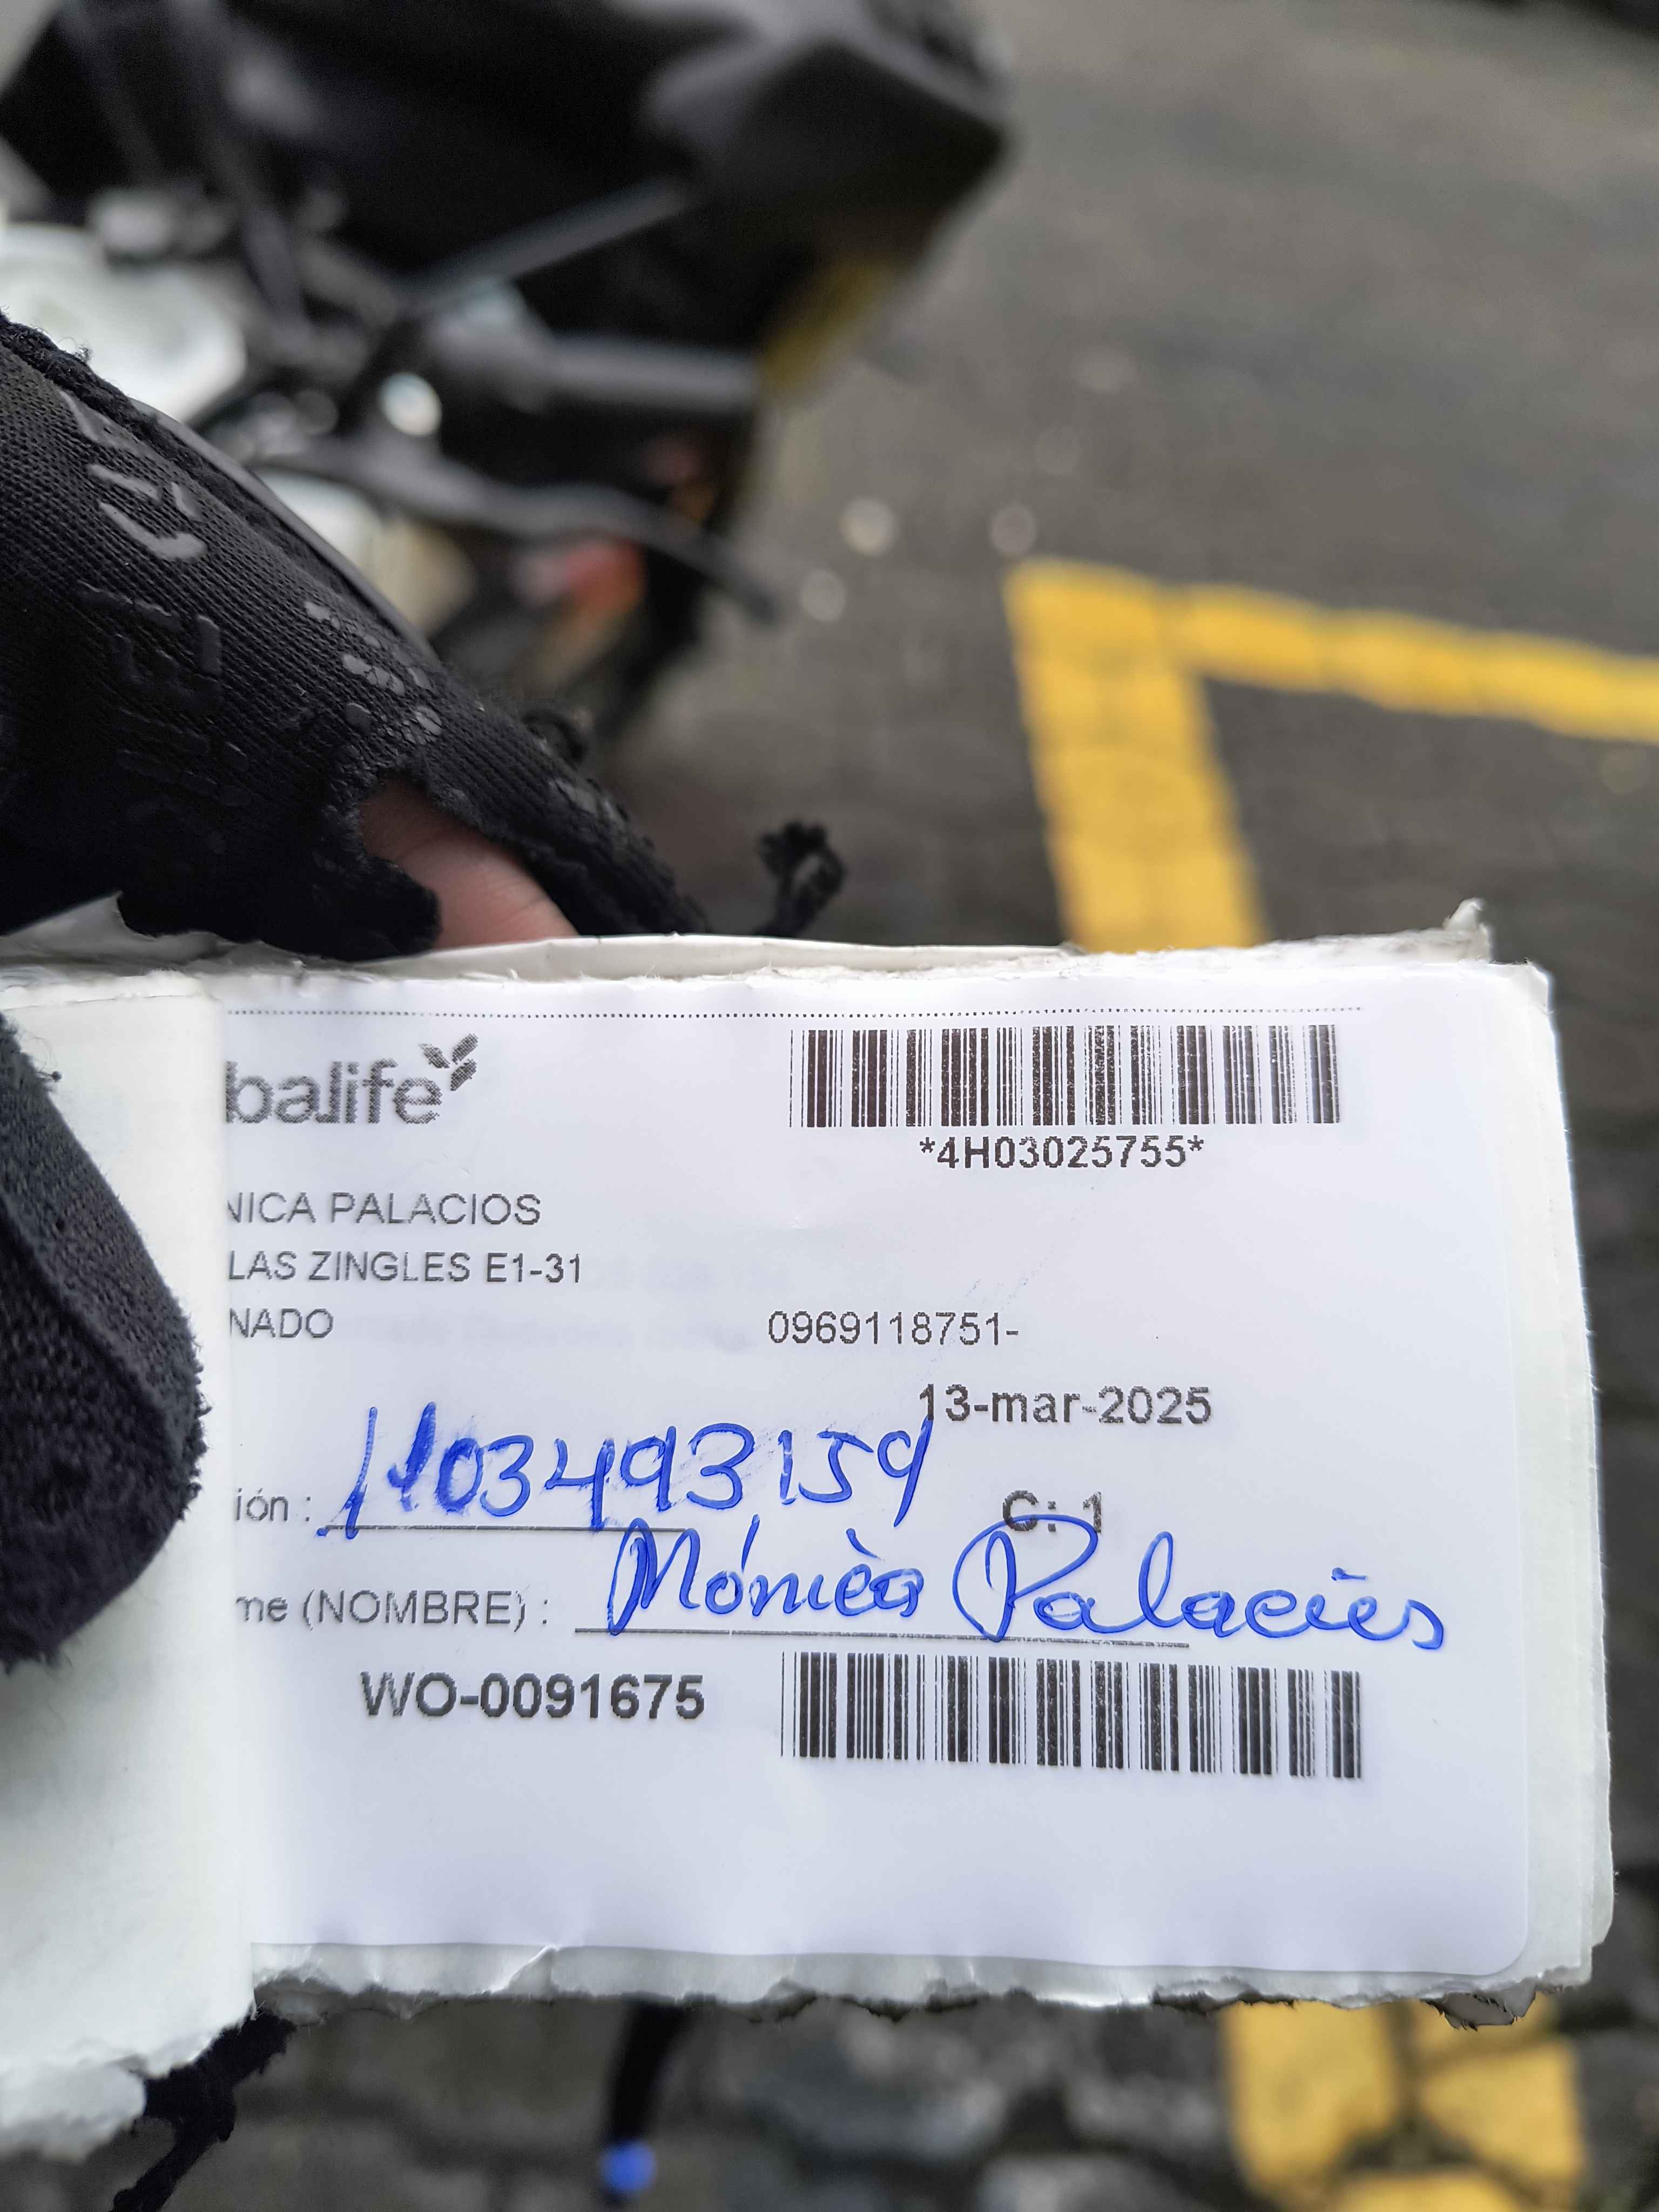 balife
*4H03025755*
NICA PALACIOS
LAS ZINGLES E1-31
NADO 0969118751-
13-mar-2025
ión : 1103493159
C: 1
me (NOMBRE) : Mónica Palacios
WO-0091675